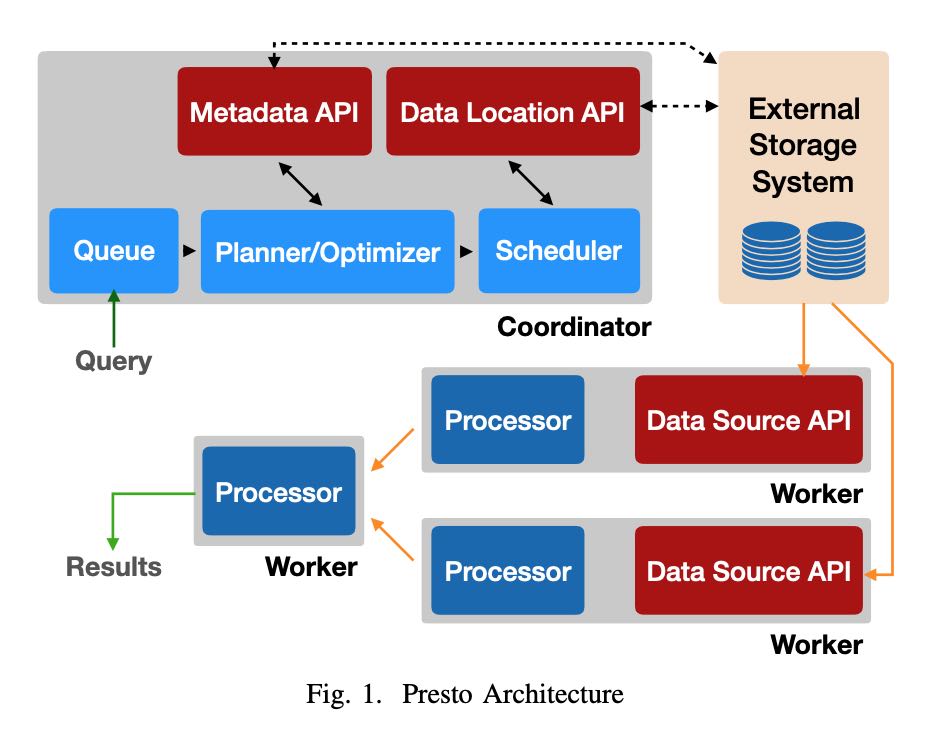 Metadata API
Data Location API
External
Storage
System
Queue
Planner/Optimizer
Scheduler
Coordinator
Query
Processor
Data Source API
Worker
Processor
Worker
Results
Processor
Data Source API
Worker
Fig. 1. Presto Architecture